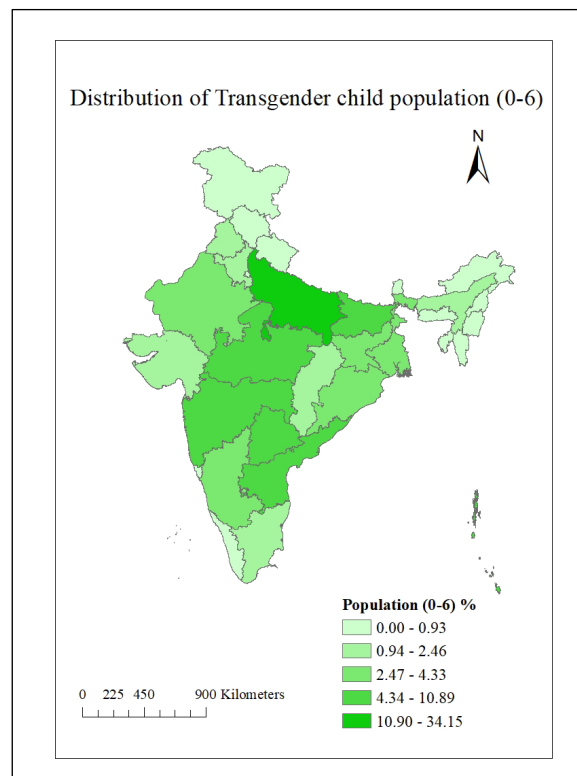 Distribution of Transgender child population (0-6)
N
Population (0-6) %
0.00 - 0.93
0.94 - 2.46
2.47 - 4.33
4.34 - 10.89
10.90 - 34.15
0 225 450 900 Kilometers